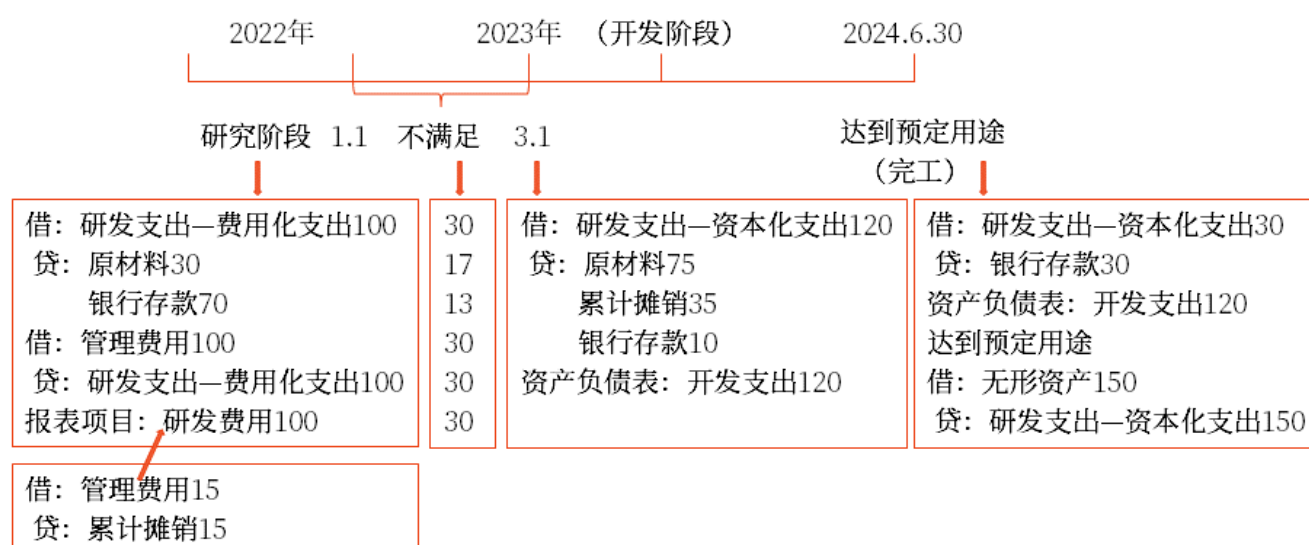 2022年 2023年 （开发阶段） 2024.6.30
研究阶段 1.1 不满足 3.1
达到预定用途
（完工）
借：研发支出—费用化支出100
贷：原材料30
银行存款70
借：管理费用100
贷：研发支出—费用化支出100
报表项目：研发费用100
30
17
13
30
30
30
借：研发支出—资本化支出120
贷：原材料75
累计摊销35
银行存款10
资产负债表：开发支出120
借：研发支出—资本化支出30
贷：银行存款30
资产负债表：开发支出120
达到预定用途
借：无形资产150
贷：研发支出—资本化支出150
借：管理费用15
贷：累计摊销15